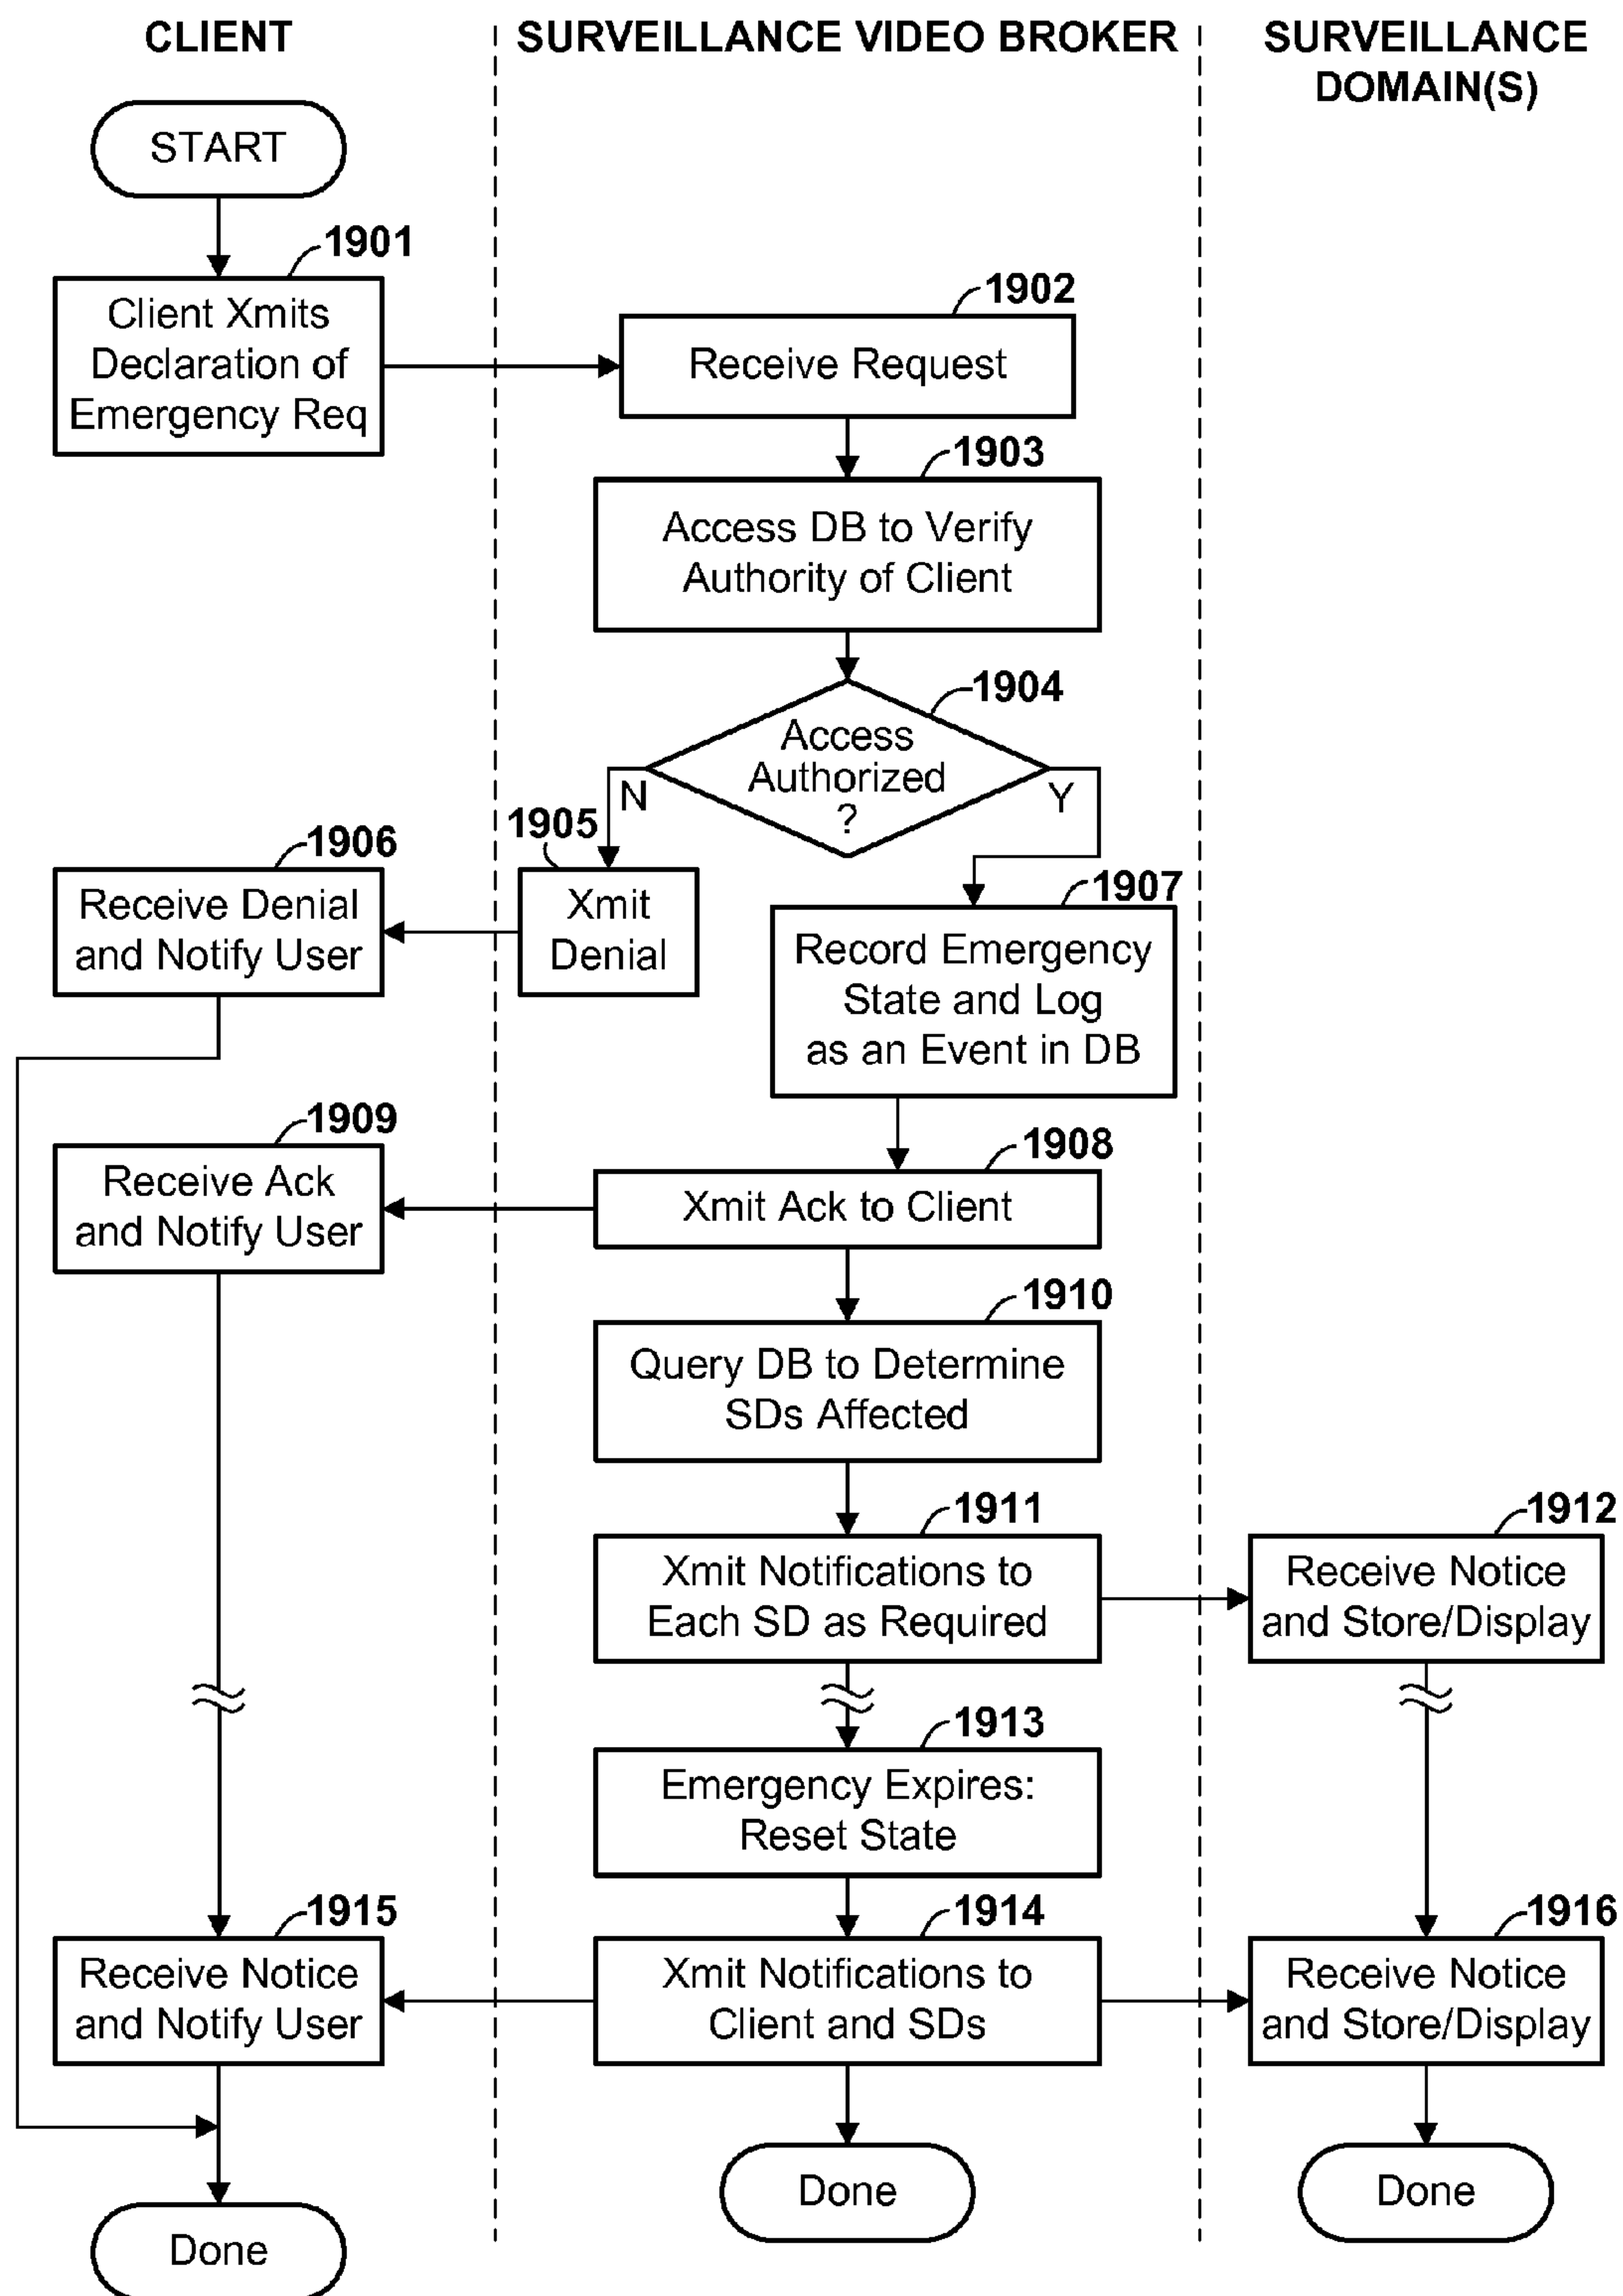 CLIENT
SURVEILLANCE VIDEO BROKER
SURVEILLANCE
DOMAIN(S)
START
1901
Client Xmits
Declaration of
Emergency Req
1902
Receive Request
1903
Access DB to Verify
Authority of Client
1904
Access
Authorized
?
N
Y
1905
Xmit
Denial
1906
Receive Denial
and Notify User
1907
Record Emergency
State and Log
as an Event in DB
1908
Xmit Ack to Client
1909
Receive Ack
and Notify User
1910
Query DB to Determine
SDs Affected
1911
Xmit Notifications to
Each SD as Required
1912
Receive Notice
and Store/Display
1913
Emergency Expires:
Reset State
1914
Xmit Notifications to
Client and SDs
1915
Receive Notice
and Notify User
1916
Receive Notice
and Store/Display
Done
Done
Done